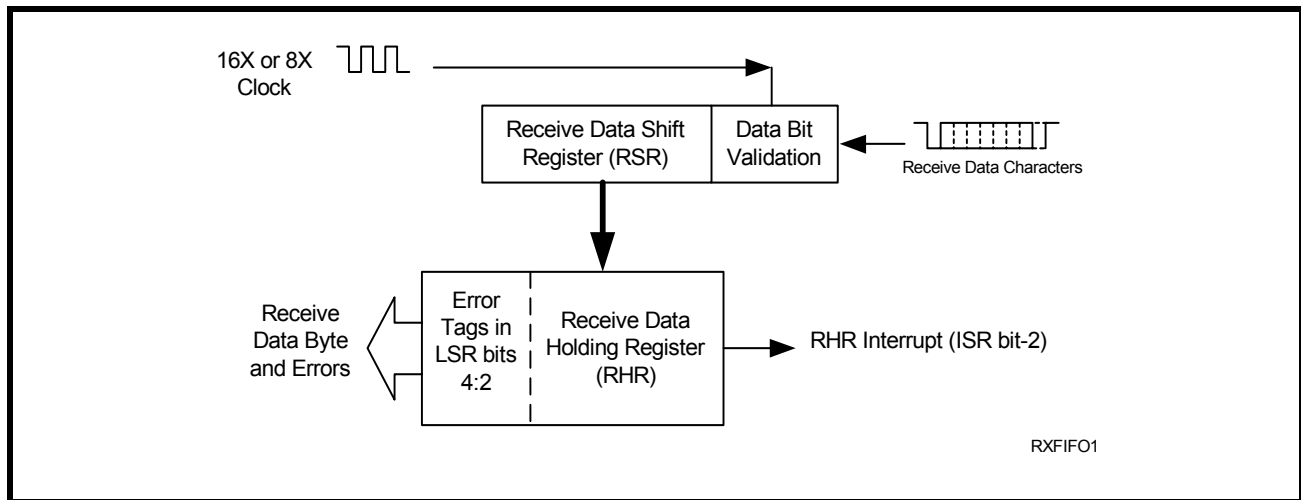 16X or 8X
Clock
Receive Data Shift
Register (RSR)
Data Bit
Validation
Receive Data Characters
Receive
Data Byte
and Errors
Error
Tags in
LSR bits
4:2
Receive Data
Holding Register
(RHR)
RHR Interrupt (ISR bit-2)
RXFIFO1